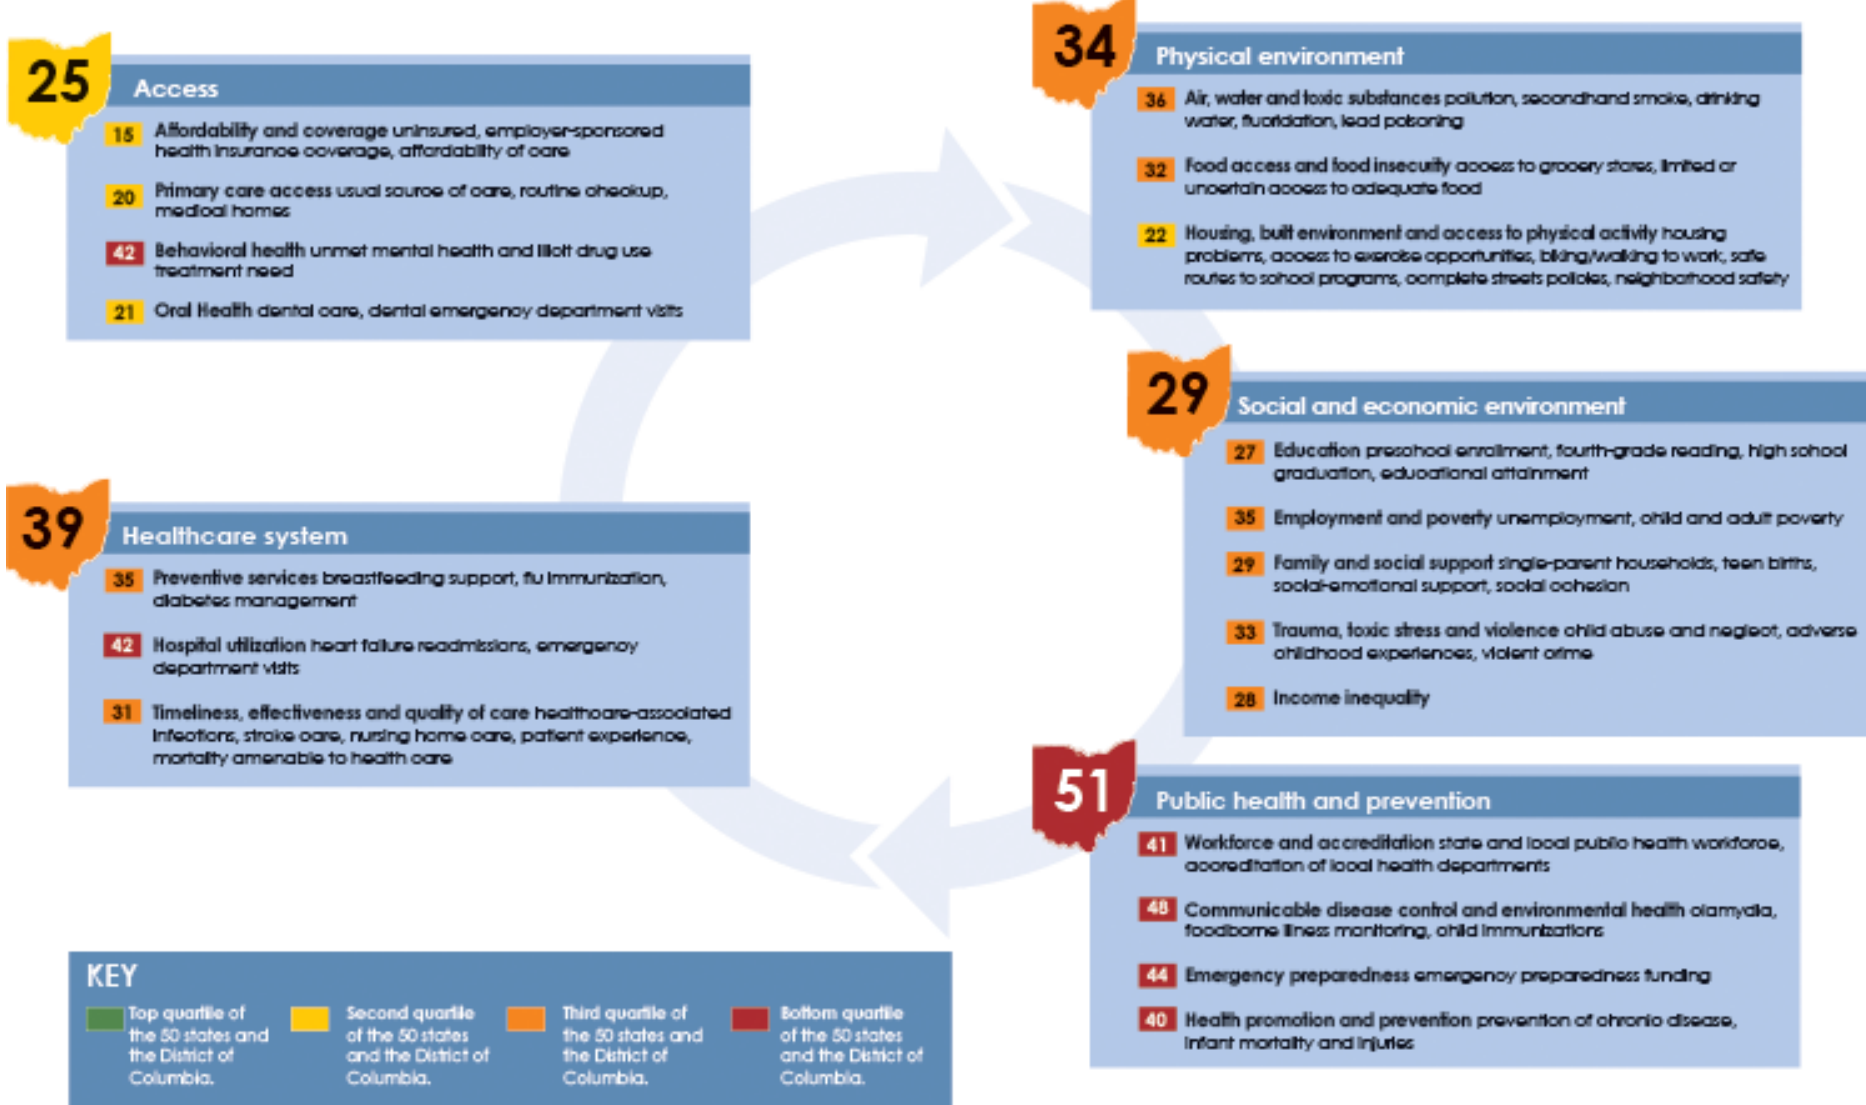 25
Access
15 Affordability and coverage uninsured, employer-sponsored
health insurance coverage, affordability of care
20 Primary care access usual source of care, routine checkup,
medical homes
42 Behavioral health unmet mental health and illicit drug use
treatment need
21 Oral Health dental care, dental emergency department visits
39
Healthcare system
35 Preventive services breastfeeding support, flu immunization,
diabetes management
42 Hospital utilization heart failure readmissions, emergency
department visits
31 Timeliness, effectiveness and quality of care healthcare-associated
infections, stroke care, nursing home care, patient experience,
mortality amenable to health care
34
Physical environment
36 Air, water and toxic substances pollution, secondhand smoke, drinking
water, fluoridation, lead poisoning
32 Food access and food insecurity access to grocery stores, limited or
uncertain access to adequate food
22 Housing, built environment and access to physical activity housing
problems, access to exercise opportunities, biking/walking to work, safe
routes to school programs, complete streets policies, neighborhood safety
29
Social and economic environment
27 Education preschool enrollment, fourth-grade reading, high school
graduation, educational attainment
35 Employment and poverty unemployment, child and adult poverty
29 Family and social support single-parent households, teen births,
social-emotional support, social cohesion
33 Trauma, toxic stress and violence child abuse and neglect, adverse
childhood experiences, violent crime
28 Income inequality
51
Public health and prevention
41 Workforce and accreditation state and local public health workforce,
accreditation of local health departments
48 Communicable disease control and environmental health clamydia,
foodborne illness monitoring, child immunizations
44 Emergency preparedness emergency preparedness funding
40 Health promotion and prevention prevention of chronic disease,
infant mortality and injuries
KEY
Top quartile of
the 50 states and
the District of
Columbia.
Second quartile
of the 50 states
and the District of
Columbia.
Third quartile of
the 50 states and
the District of
Columbia.
Bottom quartile
of the 50 states
and the District of
Columbia.